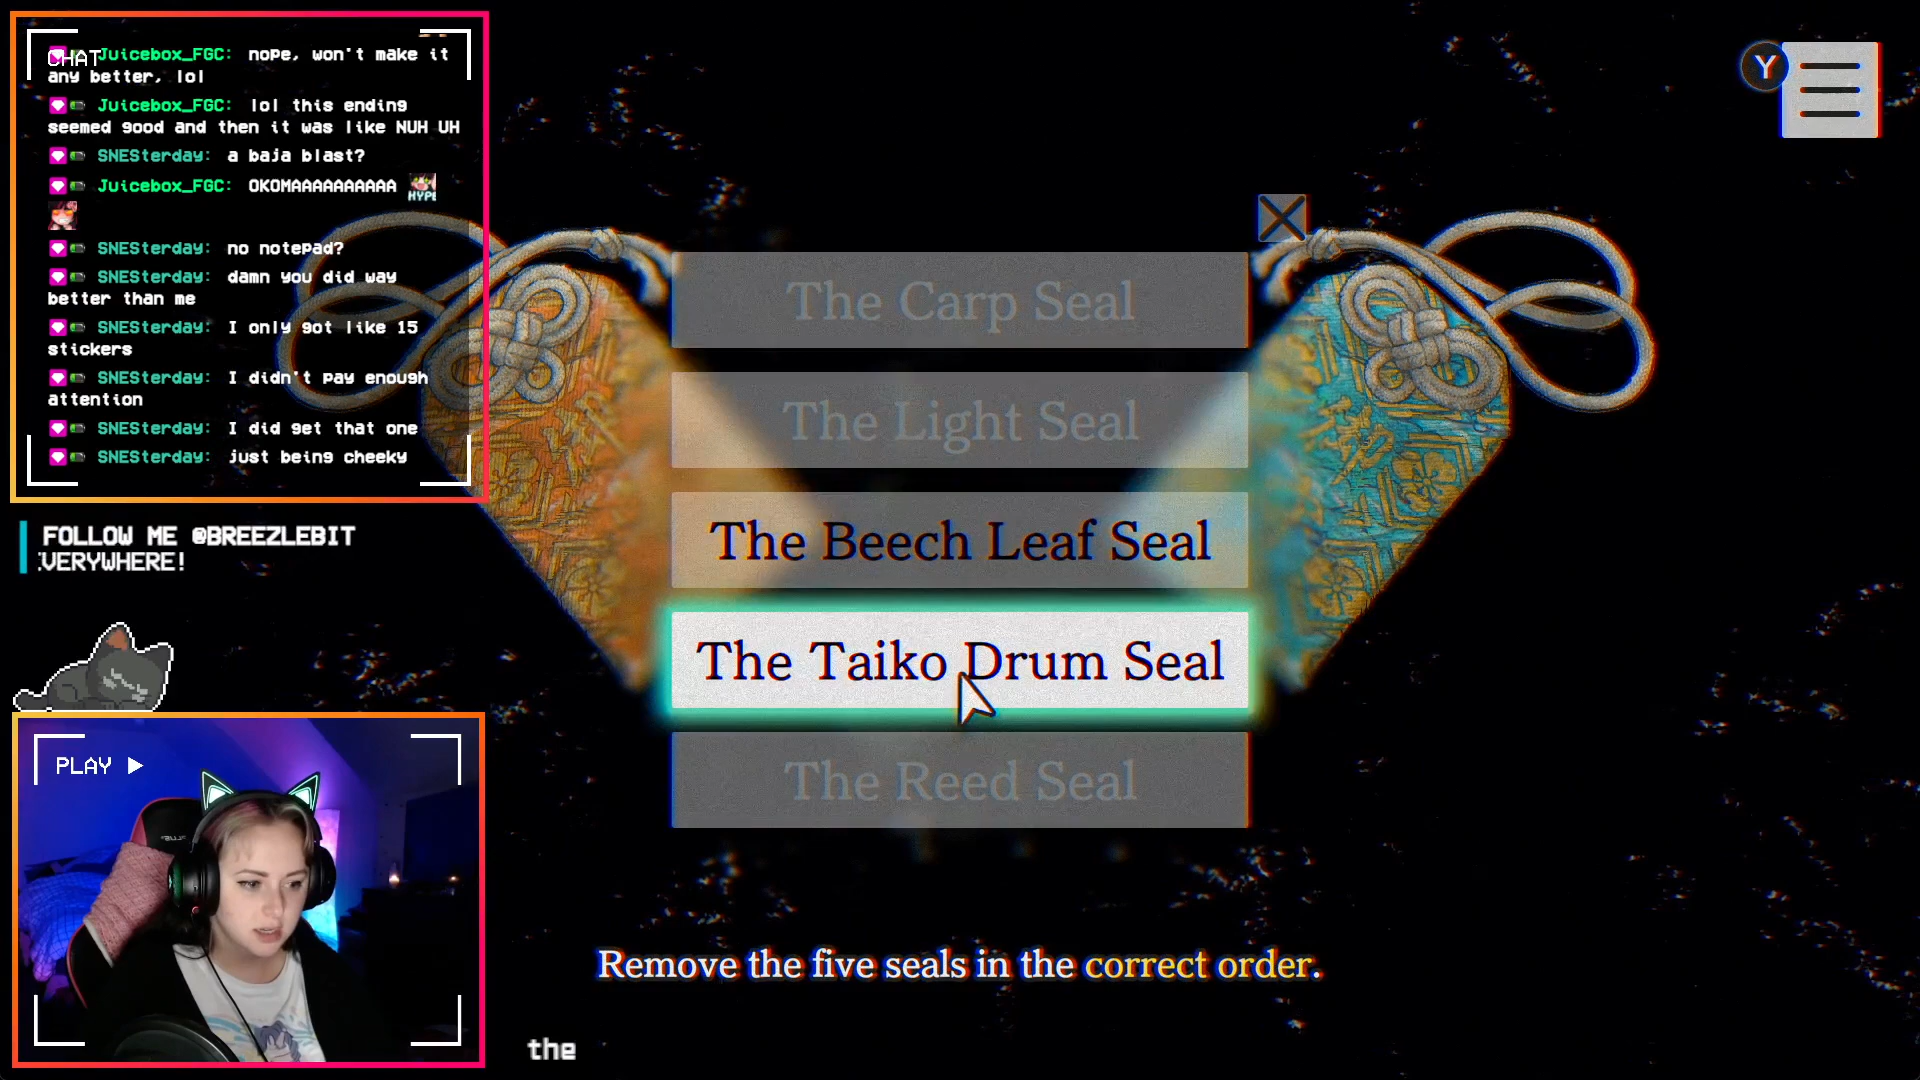 CHAT
Juicebox_FGC: nope, won't make it
any better, lol
Juicebox_FGC: lol this ending
seemed good and then it was like NUH UH
SNESterday: a baja blast?
Juicebox_FGC: OKOMAAAAAAAAAA HYPE
SNESterday: no notepad?
SNESterday: damn you did way
better than me
SNESterday: I only got like 15
stickers
SNESterday: I didn't pay enough
attention
SNESterday: I did get that one
SNESterday: just being cheeky
FOLLOW ME @BREEZLEBIT
VERYWHERE!
PLAY
Y
The Carp Seal
The Light Seal
The Beech Leaf Seal
The Taiko Drum Seal
The Reed Seal
Remove the five seals in the correct order.
the